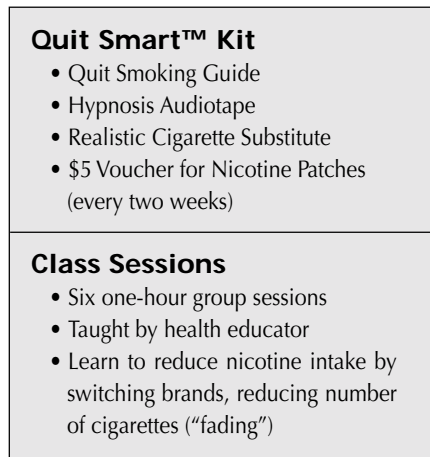 Quit Smart™ Kit
• Quit Smoking Guide
• Hypnosis Audiotape
• Realistic Cigarette Substitute
• $5 Voucher for Nicotine Patches
(every two weeks)
Class Sessions
• Six one-hour group sessions
• Taught by health educator
• Learn to reduce nicotine intake by
switching brands, reducing number
of cigarettes (“fading”)